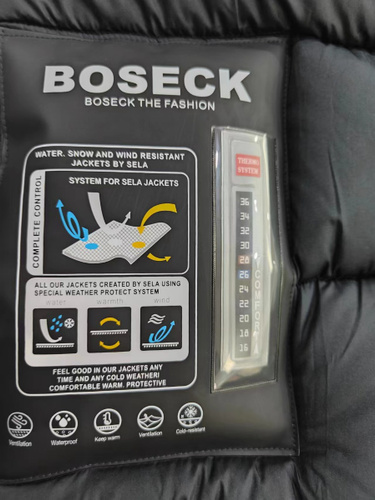 BOSECK
BOSECK THE FASHION
WATER. SNOW AND WIND RESISTANT
JACKETS BY SELA
COMPLETE CONTROL
SYSTEM FOR SELA JACKETS
ALL OUR JACKETS CREATED BY SELA USING
SPECIAL WEATHER PROTECT SYSTEM
water warmth wind
FEEL GOOD IN OUR JACKETS ANY
TIME AND ANY COLD WEATHER!
COMFORTABLE WARM. PROTECTIVE
Ventilation Waterproof Keep warm Ventilation Cold-resistant
THERMO
SYSTEM
36
34
32
30
28
26
24
22
20
18
16